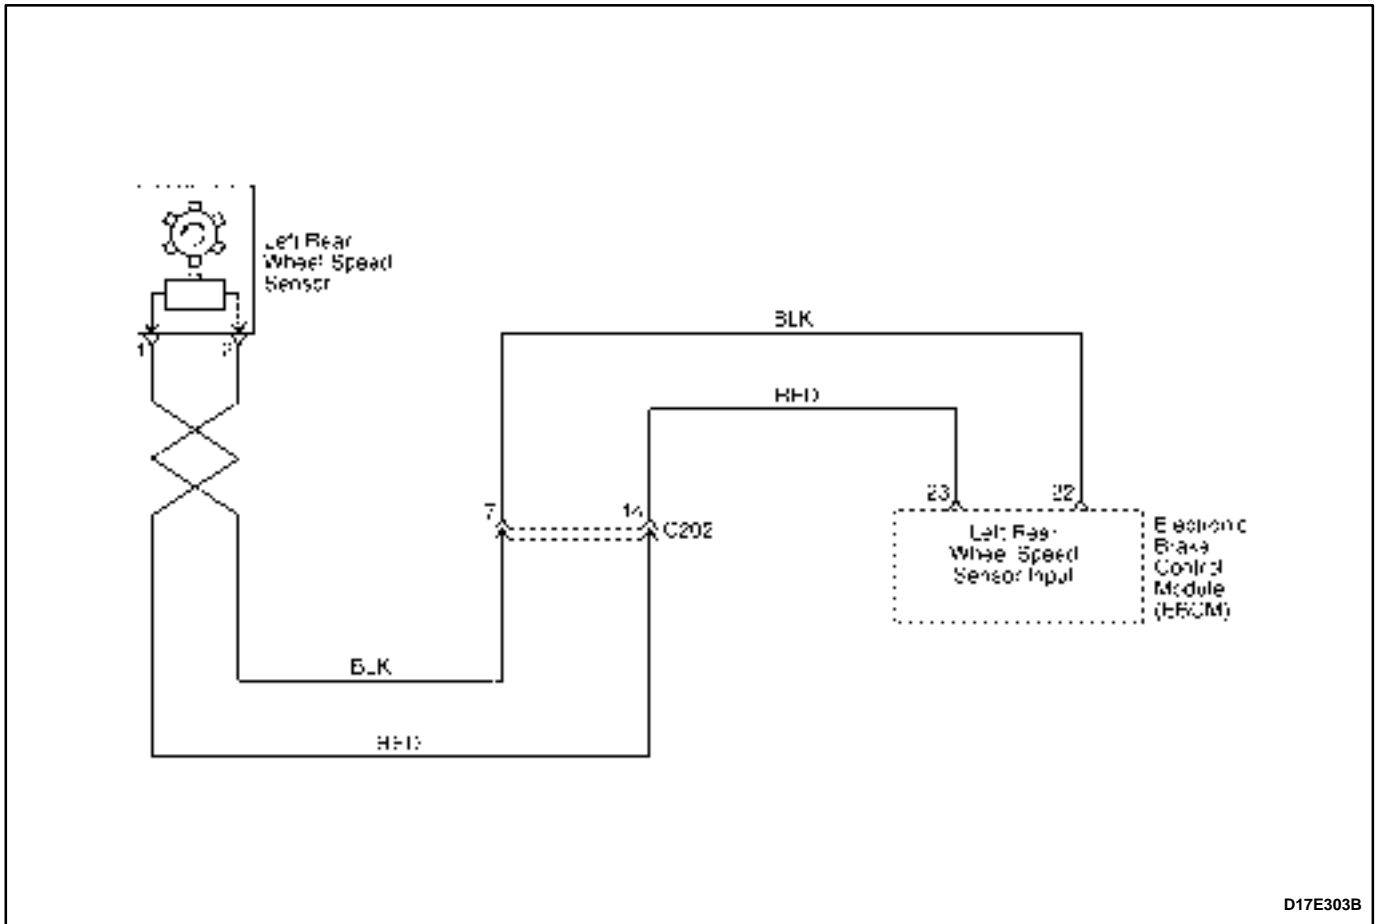 Left Rear
Wheel Speed
Sensor
1
2
BLK
RED
7
14
C202
23
22
Left Rear
Wheel Speed
Sensor Input
Electronic
Brake
Control
Module
(EBCM)
BLK
RED
D17E303B